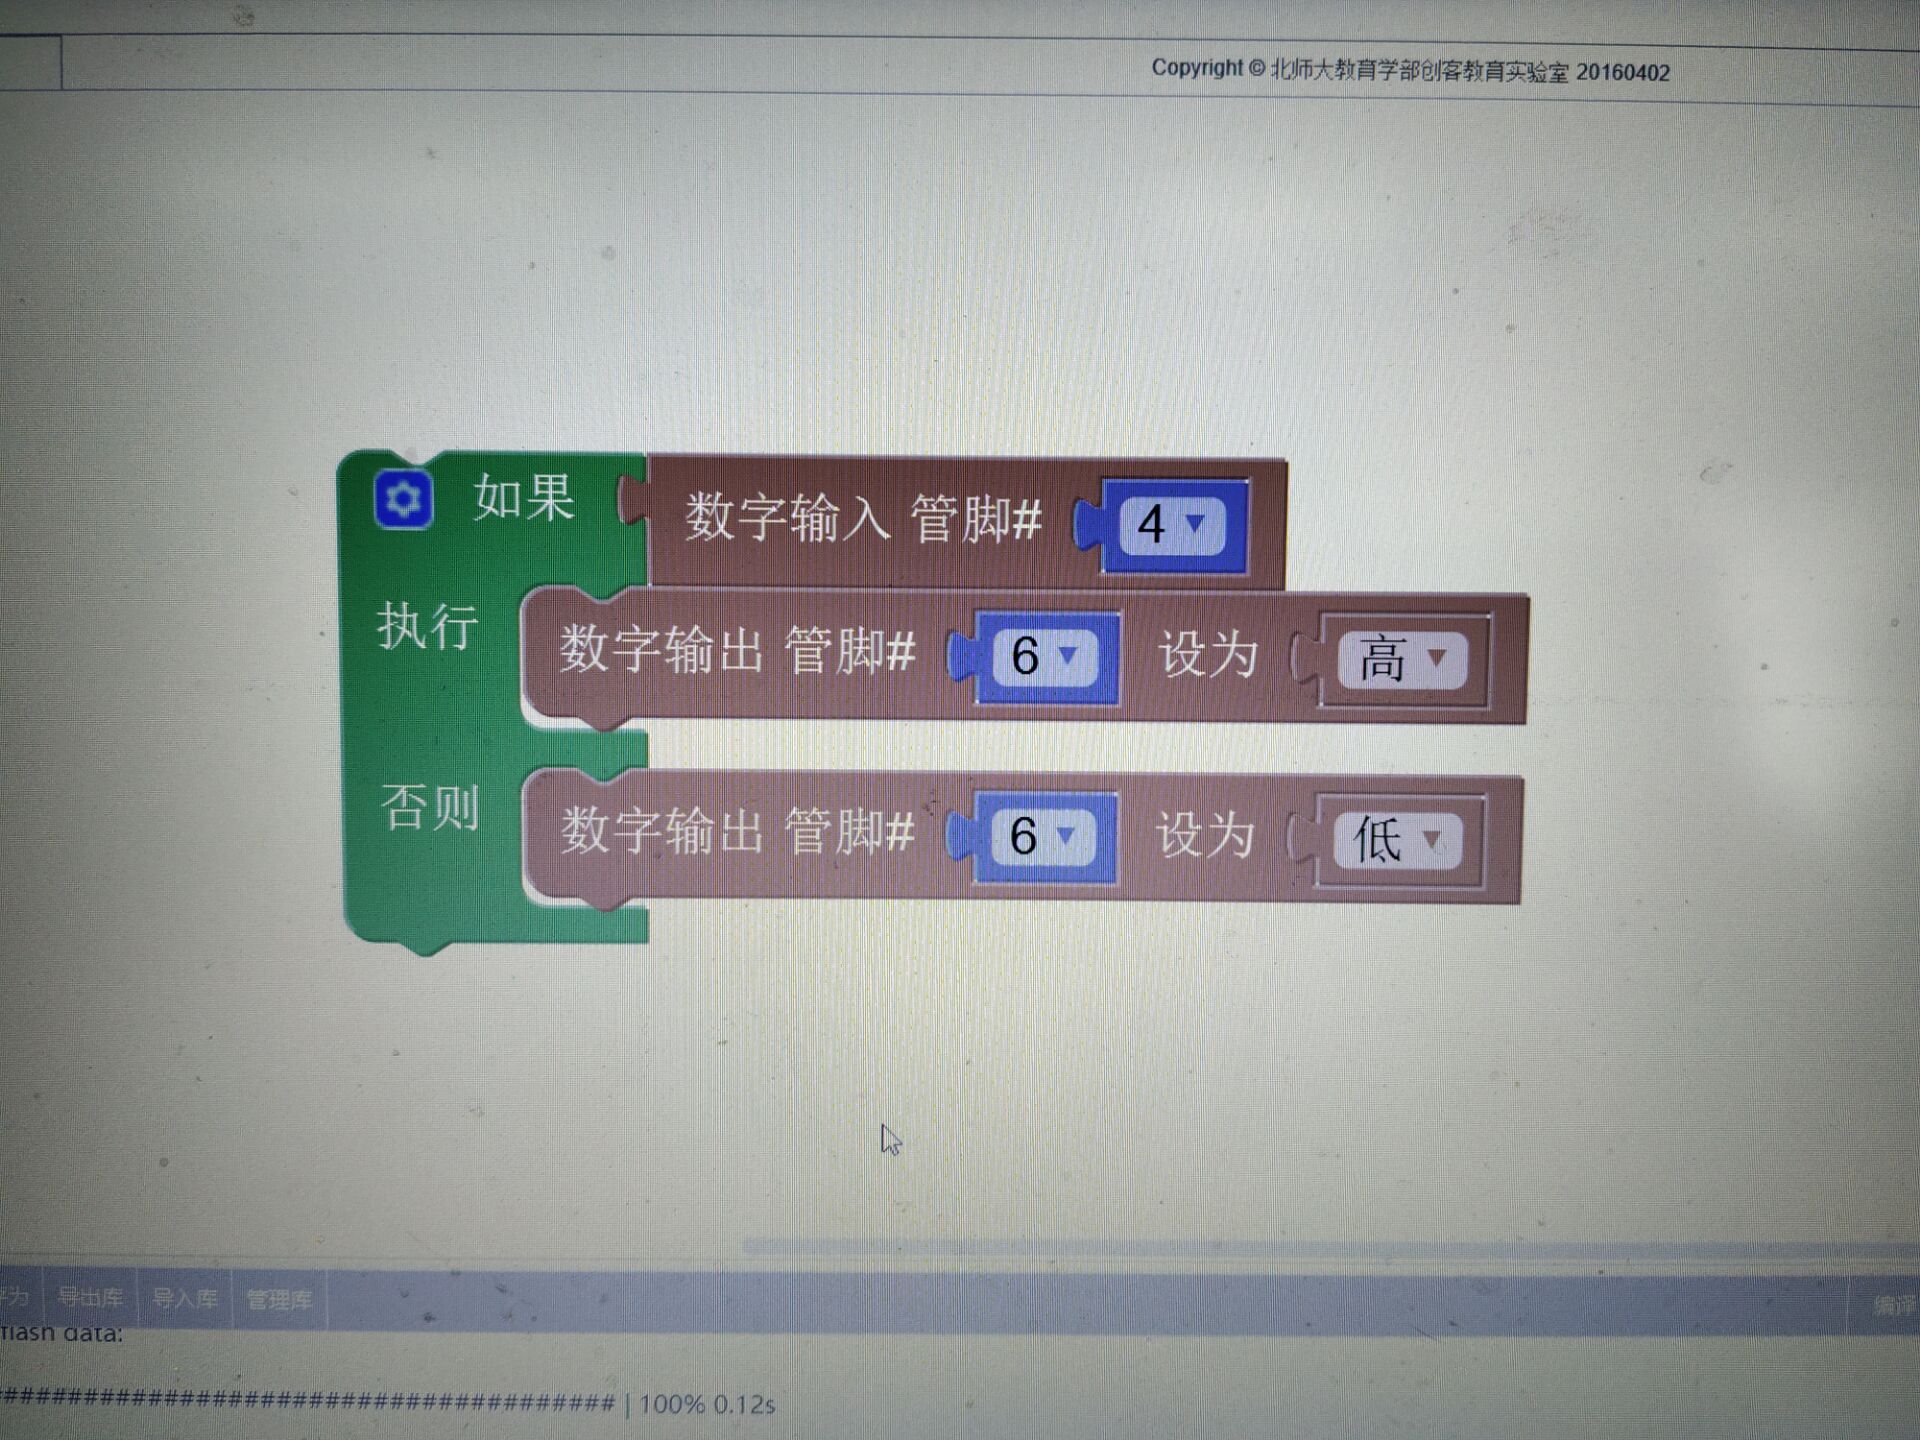 Copyright © 北师大教育学部创客教育实验室 20160402
如果 数字输入 管脚# 4
执行 数字输出 管脚# 6 设为 高
否则 数字输出 管脚# 6 设为 低
导出库 导入库 管理库 编译
flash data:
###################################### | 100% 0.12s